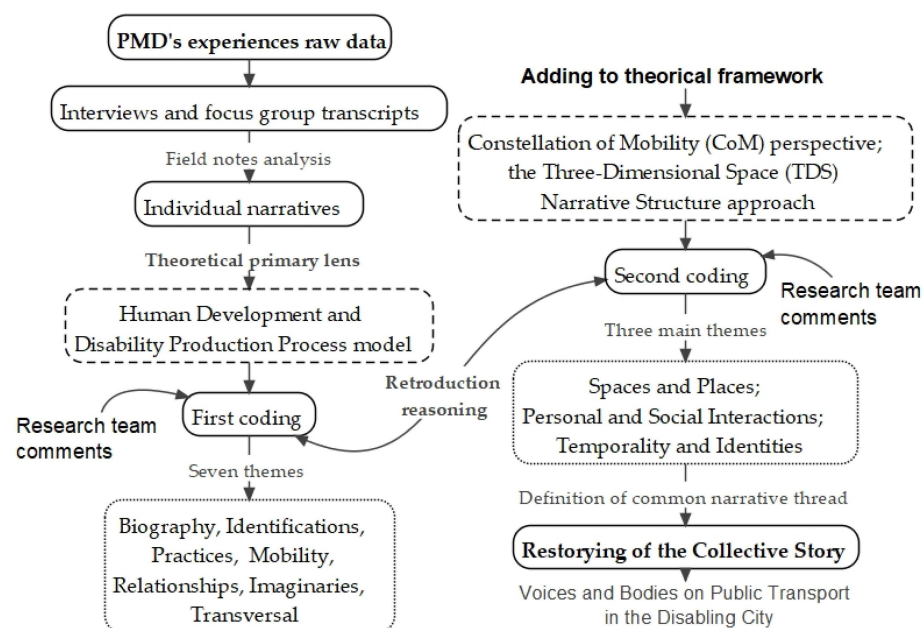 PMD's experiences raw data
Interviews and focus group transcripts
Field notes analysis
Individual narratives
Theoretical primary lens
Human Development and
Disability Production Process model
Research team
comments
First coding
Seven themes
Biography, Identifications,
Practices, Mobility,
Relationships, Imaginaries,
Transversal
Retroduction
reasoning
Adding to theorical framework
Constellation of Mobility (CoM) perspective;
the Three-Dimensional Space (TDS)
Narrative Structure approach
Second coding
Research team
comments
Three main themes
Spaces and Places;
Personal and Social Interactions;
Temporality and Identities
Definition of common narrative thread
Restorying of the Collective Story
Voices and Bodies on Public Transport
in the Disabling City